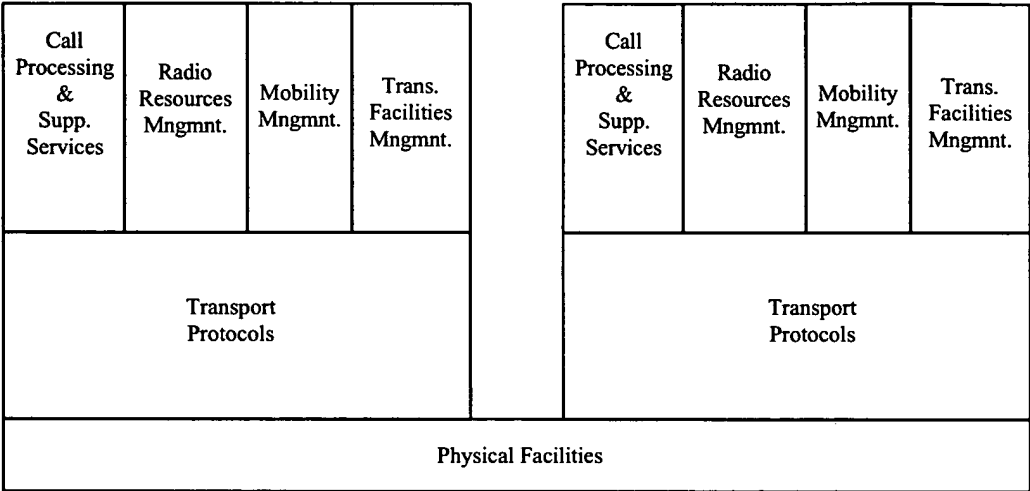 Call
Processing
&
Supp.
Services
Radio
Resources
Mngmnt.
Mobility
Mngmnt.
Trans.
Facilities
Mngmnt.
Call
Processing
&
Supp.
Services
Radio
Resources
Mngmnt.
Mobility
Mngmnt.
Trans.
Facilities
Mngmnt.
Transport
Protocols
Transport
Protocols
Physical Facilities